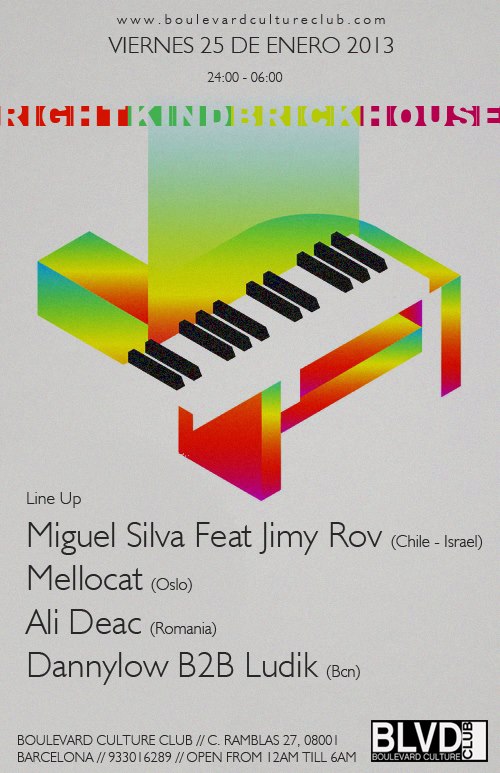 www.boulevardcultureclub.com
VIERNES 25 DE ENERO 2013
24:00 - 06:00
RIGHTKINDBRICKHOUSE
Line Up
Miguel Silva Feat Jimy Rov (Chile - Israel)
Mellocat (Oslo)
Ali Deac (Romania)
Dannylow B2B Ludik (Bcn)
BOULEVARD CULTURE CLUB // C. RAMBLAS 27, 08001
BARCELONA // 933016289 // OPEN FROM 12AM TILL 6AM
BLVD CLUB
BOULEVARD CULTURE